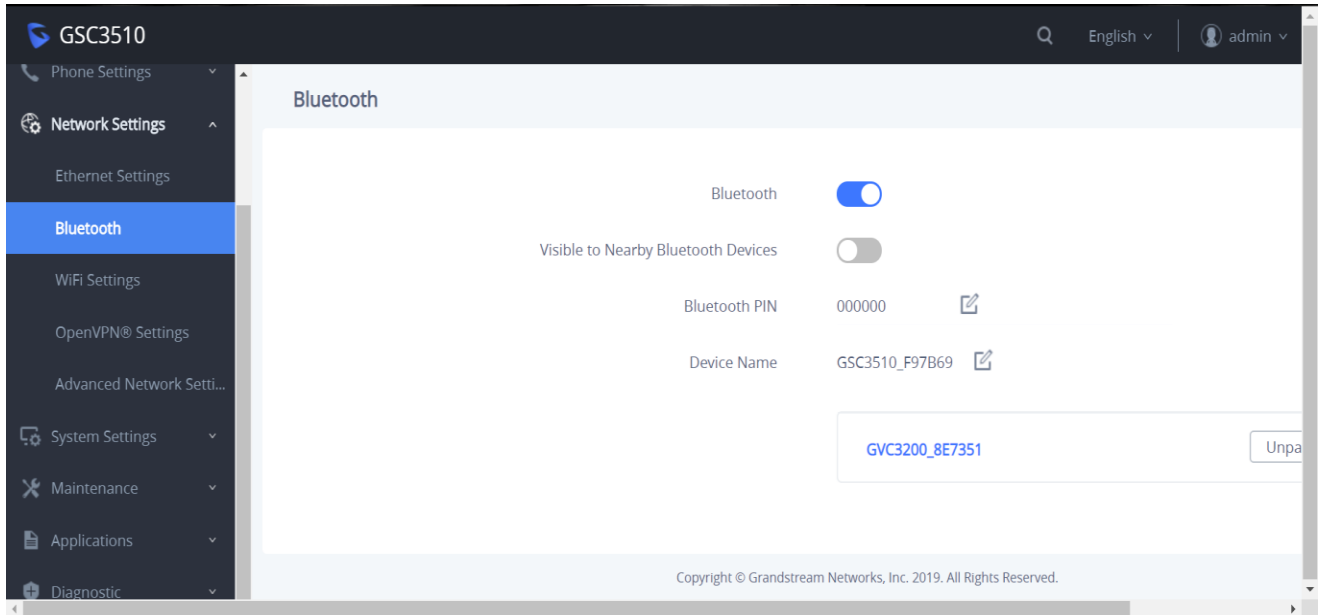 GSC3510
English
admin
Phone Settings
Network Settings
Ethernet Settings
Bluetooth
WiFi Settings
OpenVPN® Settings
Advanced Network Setti...
System Settings
Maintenance
Applications
Diagnostic
Bluetooth
Bluetooth
Visible to Nearby Bluetooth Devices
Bluetooth PIN 000000
Device Name GSC3510_F97B69
GVC3200_8E7351 Unpa
Copyright © Grandstream Networks, Inc. 2019. All Rights Reserved.